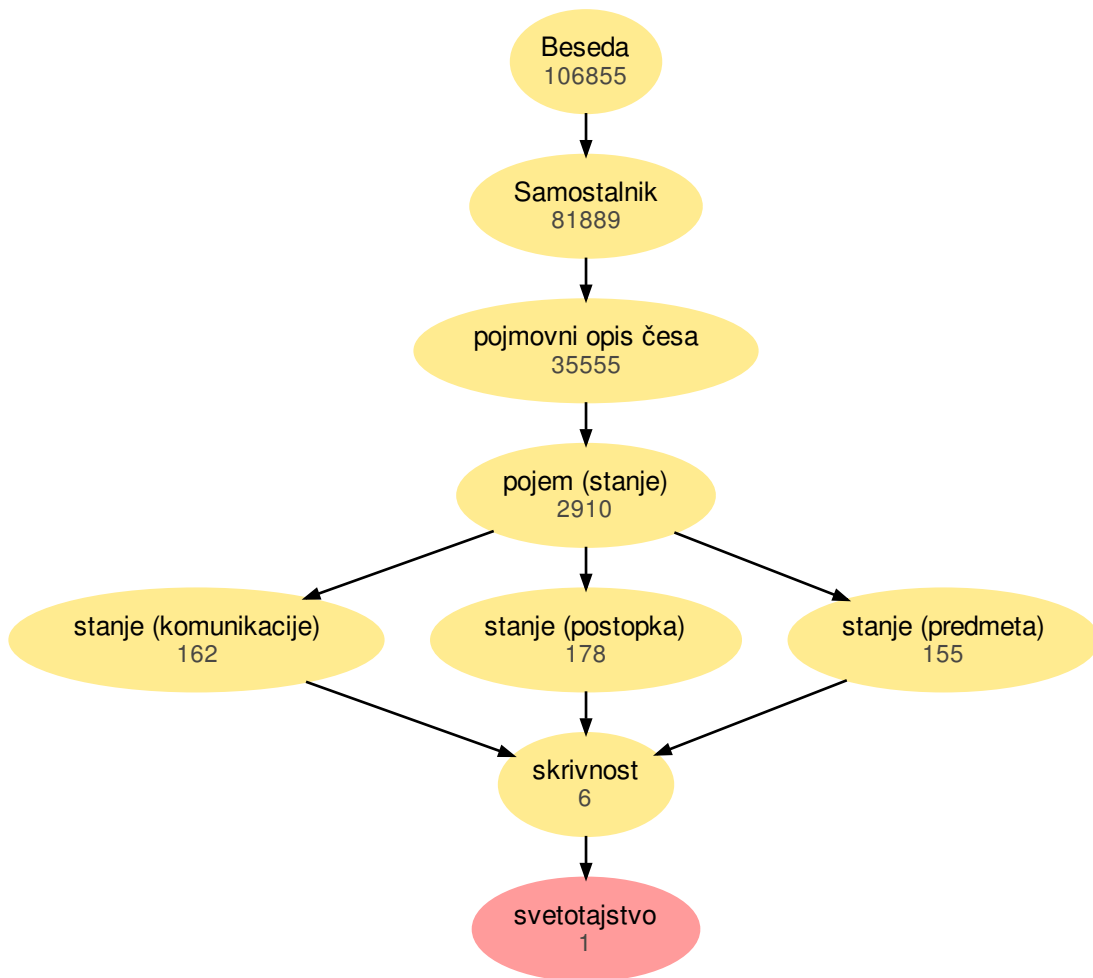 Beseda
106855
Samostalnik
81889
pojmovni opis česa
35555
pojem (stanje)
2910
stanje (komunikacije)
162
stanje (postopka)
178
stanje (predmeta)
155
skrivnost
6
svetotajstvo
1